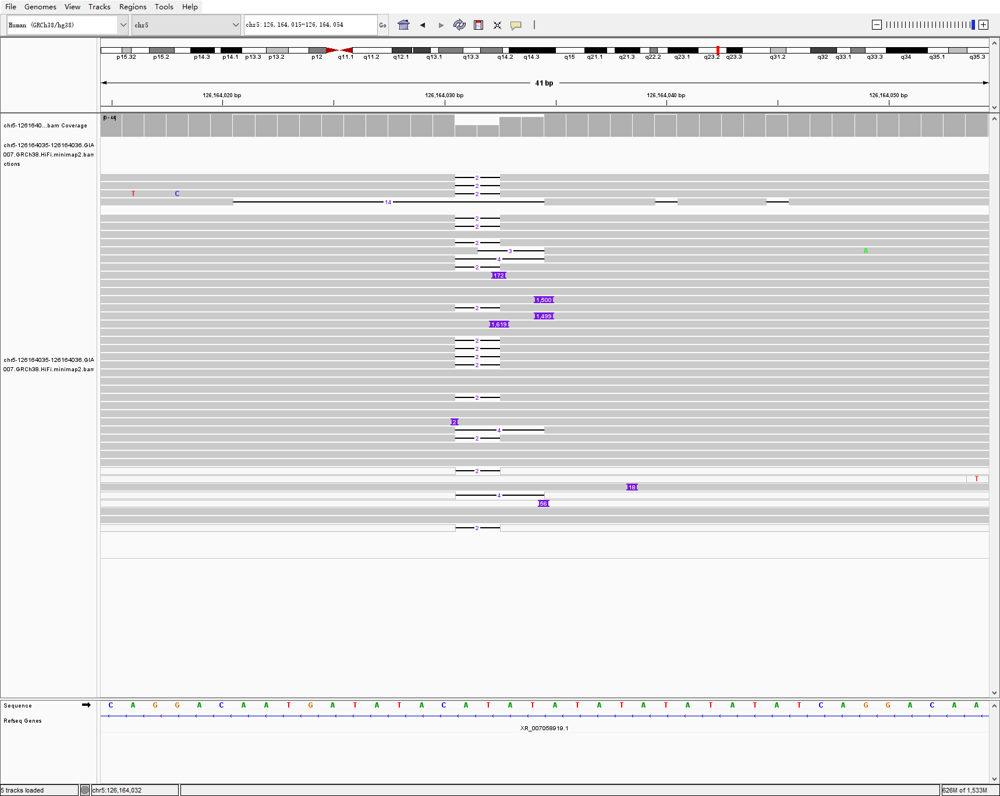 File Genomes View Tracks Regions Tools Help
Human (GRCh38/hg38) chr5 chr5:126,164,015-126,164,054 Go
p15.32 p15.2 p14.3 p14.1 p13.3 p13.2 p12 q11.1 q11.2 q12.1 q13.1 q13.3 q14.2 q14.3 q15 q21.1 q21.3 q22.2 q23.1 q23.2 q23.3 q31.2 q32 q33.1 q33.3 q34 q35.1 q35.3
41 bp
126,164,020 bp 126,164,030 bp 126,164,040 bp 126,164,050 bp
chr5-1261640...bam Coverage
chr5-126164035-126164036.GIA
007.GRCh38.HiFi.minimap2.bam
ctions
2
2
T C 2
14
2
2
2
3 A
4
2
172
1,500
2
1,499
1,619
2
2
2
2
chr5-126164035-126164036.GIA
007.GRCh38.HiFi.minimap2.bam
2
2
4
2
2
T
18
4
56
2
Sequence C A G G A C A A T G A T A T A C A T A T A T A T A T A T A T A T A T C A G G A C A A
Refseq Genes
XR_007058919.1
5 tracks loaded chr5:126,164,032 626M of 1,533M